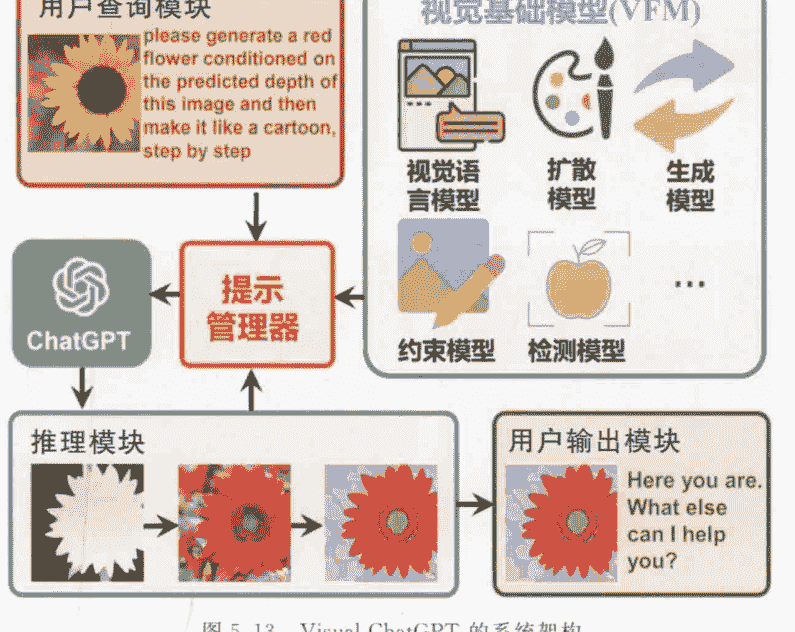 用户查询模块
please generate a red
flower conditioned on
the predicted depth of
this image and then
make it like a cartoon,
step by step
视觉基础模型(VFM)
视觉语
言模型
扩散
模型
生成
模型
约束模型
检测模型
...
ChatGPT
提示
管理器
推理模块
用户输出模块
Here you are.
What else
can I help
you?
图 5-13 Visual ChatGPT 的系统架构